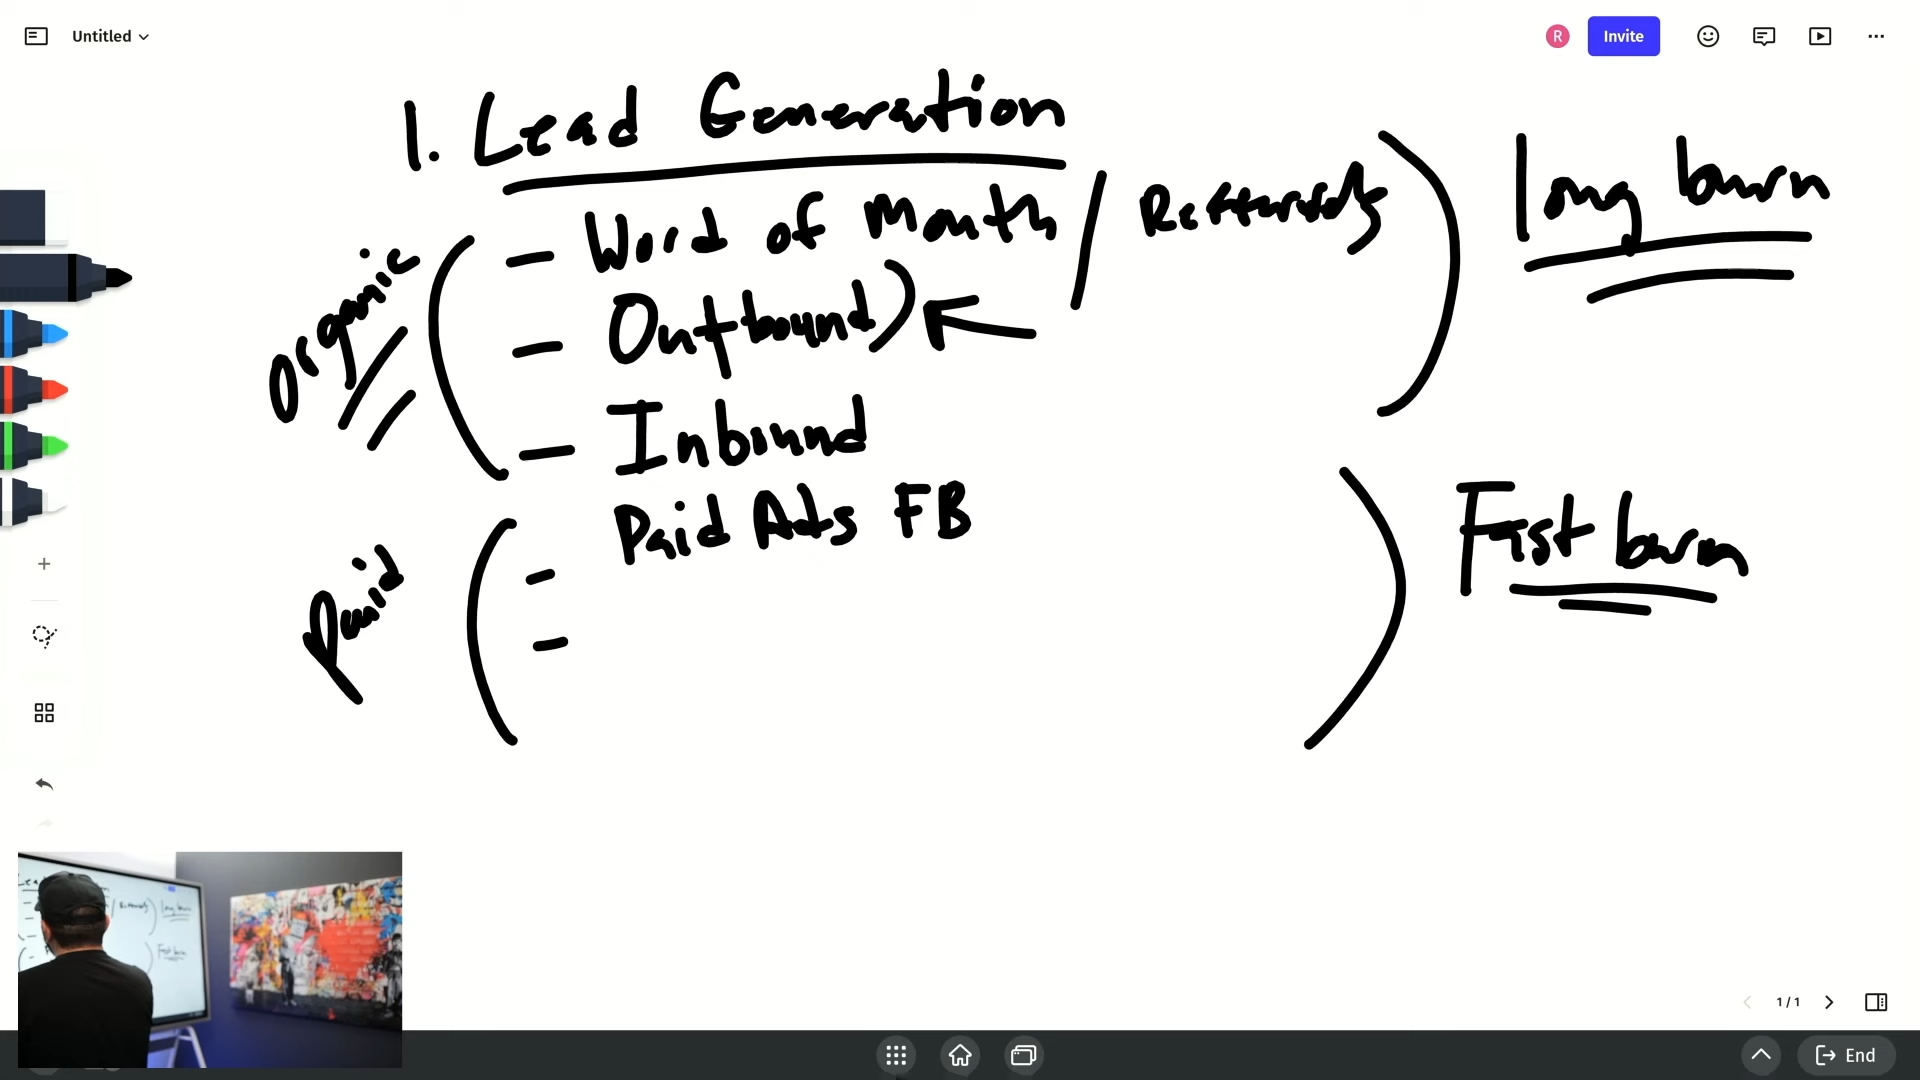 Untitled
R
Invite
1. Lead Generation
- Word of Mouth / Refferals
long burn
organic
- Outbound
- Inbound
Paid Ads FB
Fast burn
Paid
-
-
1/1
End